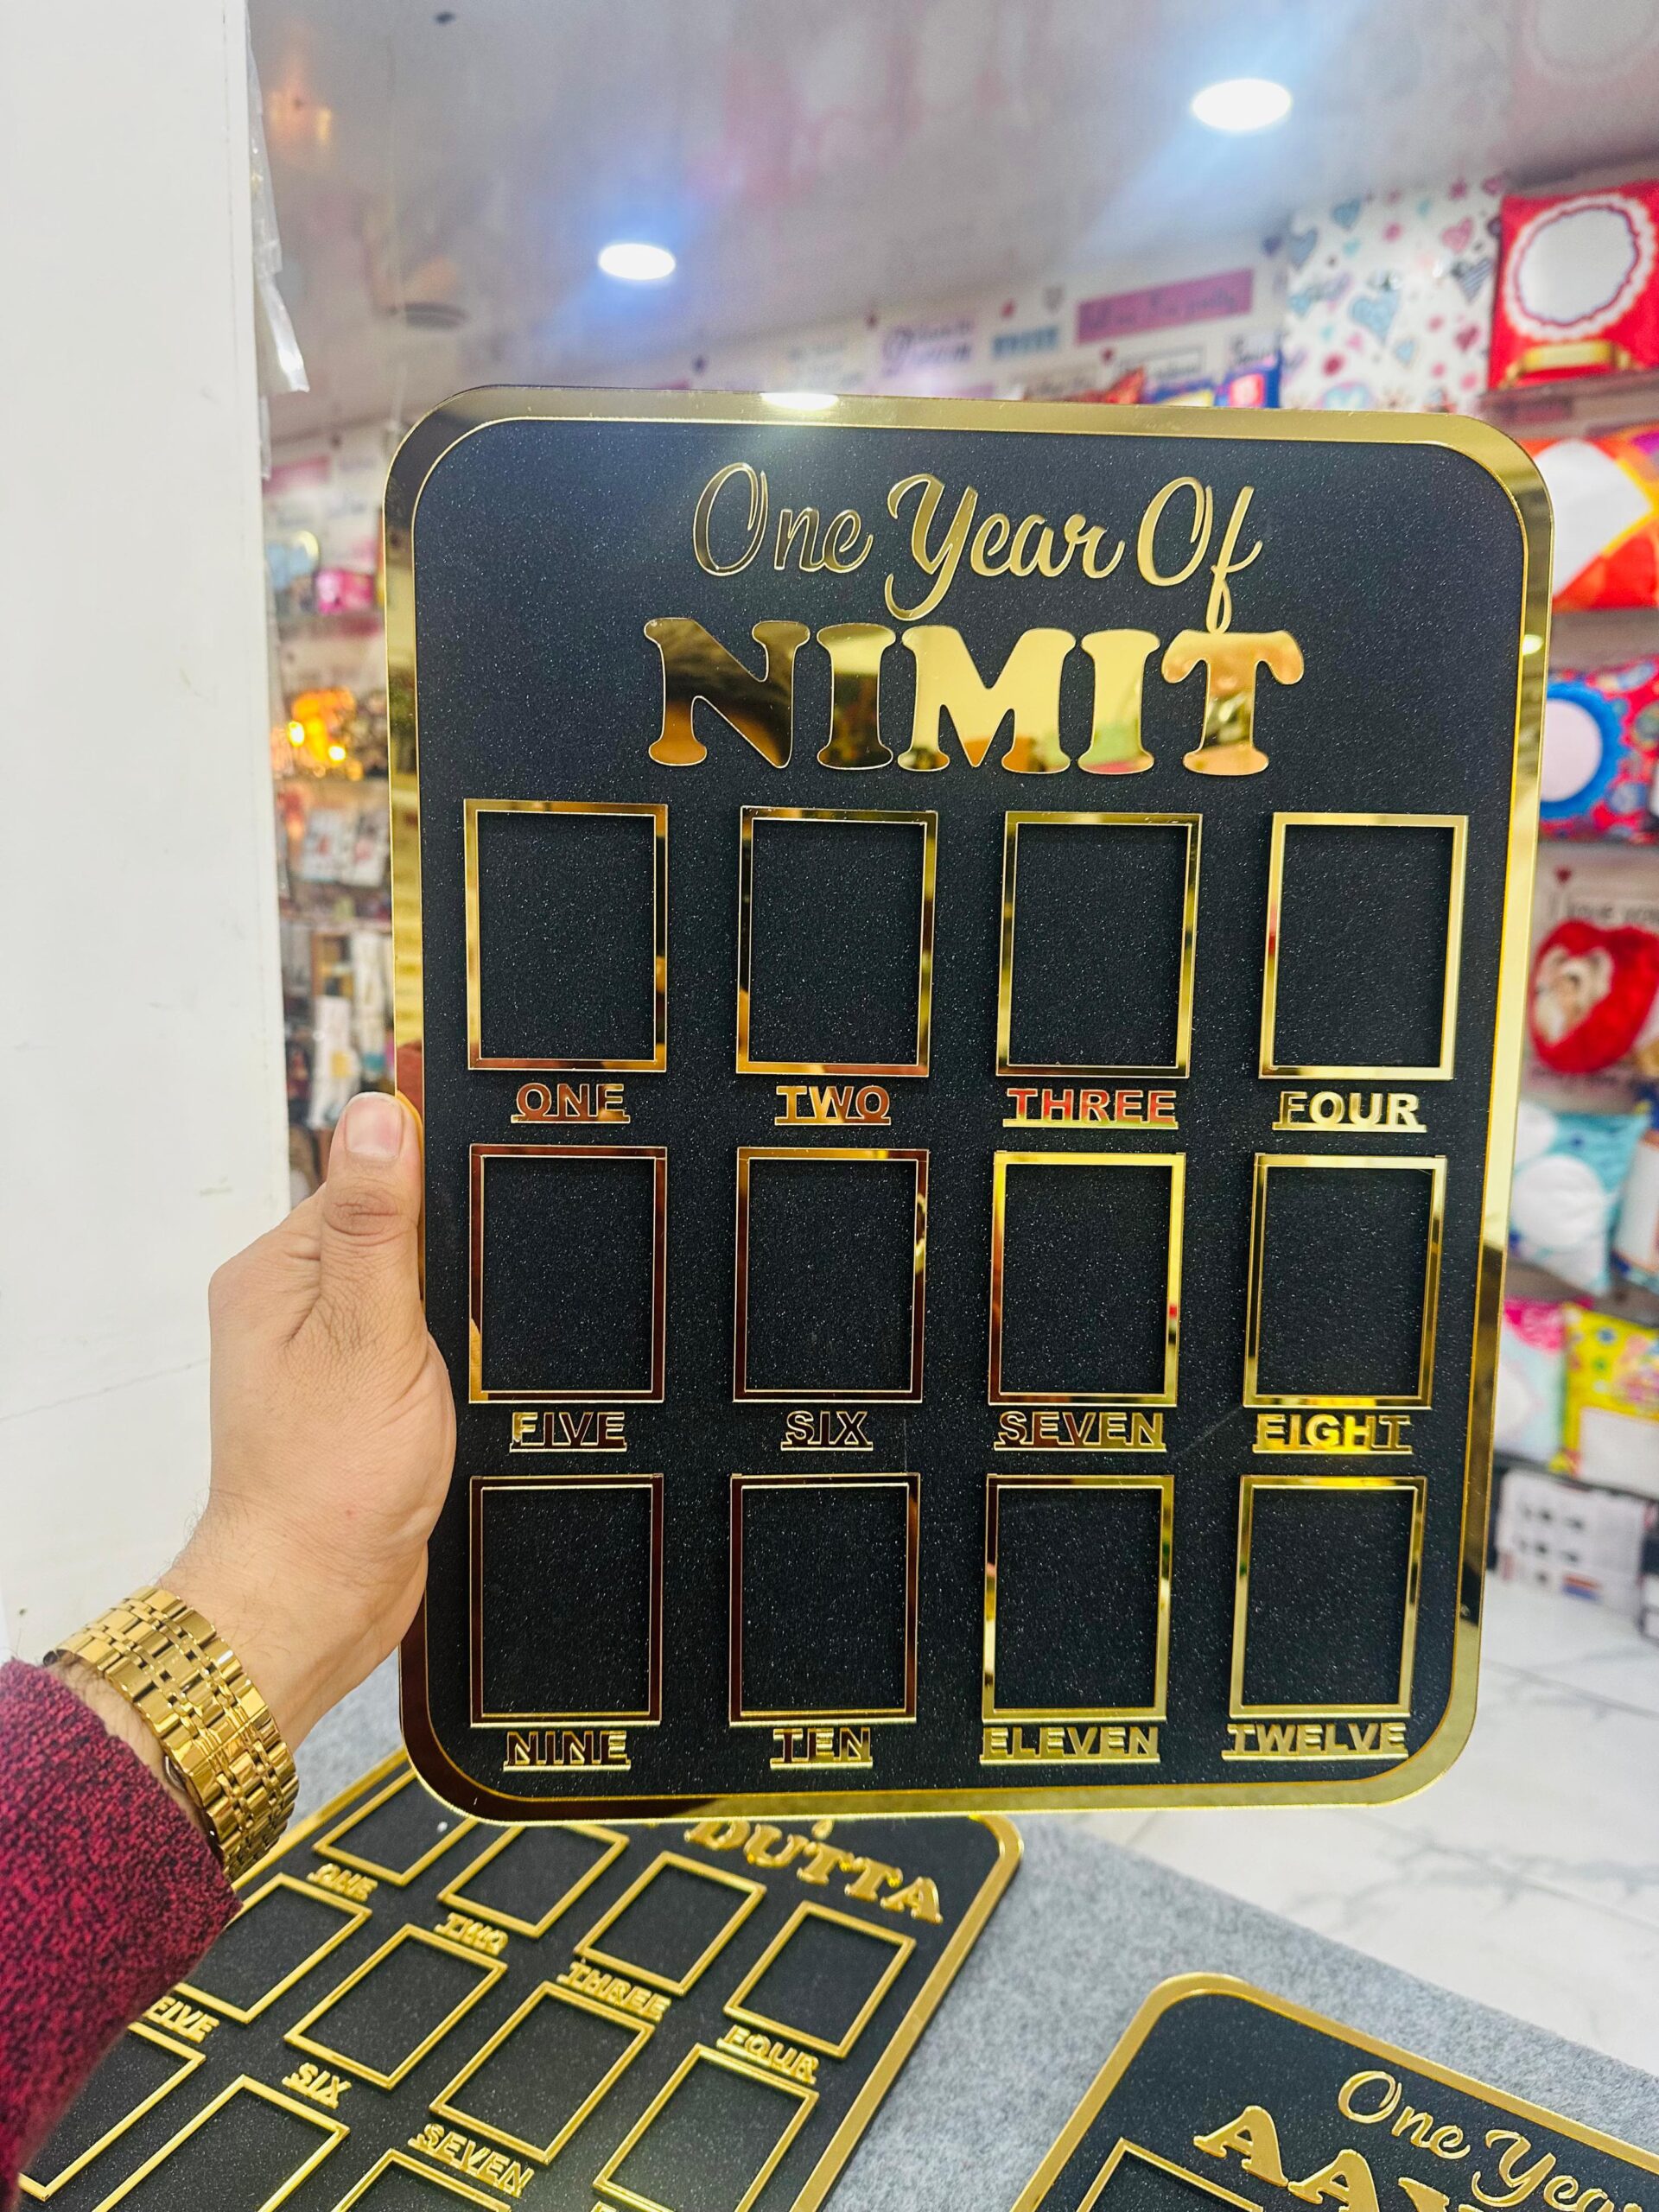 One Year Of
NIMIT
ONE TWO THREE FOUR
FIVE SIX SEVEN EIGHT
NINE TEN ELEVEN TWELVE
DUTTA
ONE TWO THREE FOUR
FIVE SIX SEVEN
One